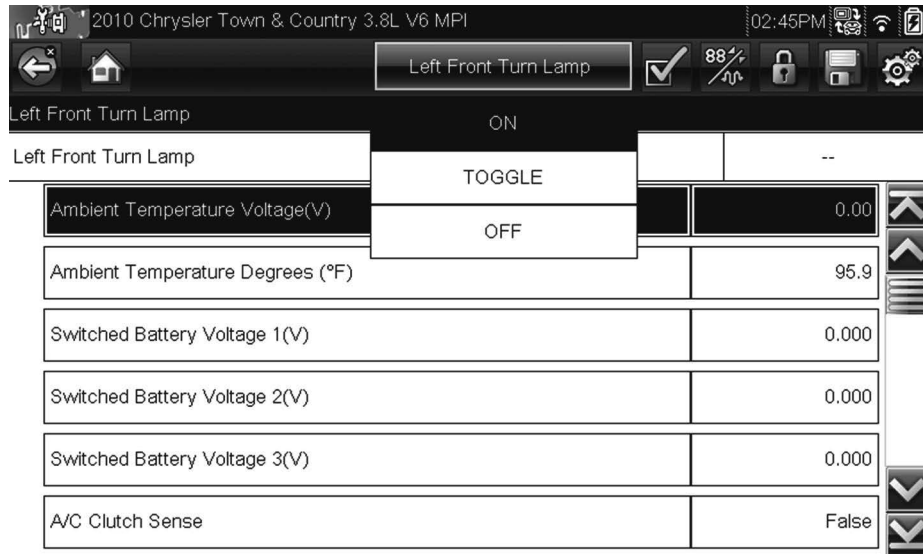 2010 Chrysler Town & Country 3.8L V6 MPI 02:45PM
Left Front Turn Lamp
Left Front Turn Lamp
ON
Left Front Turn Lamp --
TOGGLE
Ambient Temperature Voltage(V) 0.00
OFF
Ambient Temperature Degrees (°F) 95.9
Switched Battery Voltage 1(V) 0.000
Switched Battery Voltage 2(V) 0.000
Switched Battery Voltage 3(V) 0.000
A/C Clutch Sense False